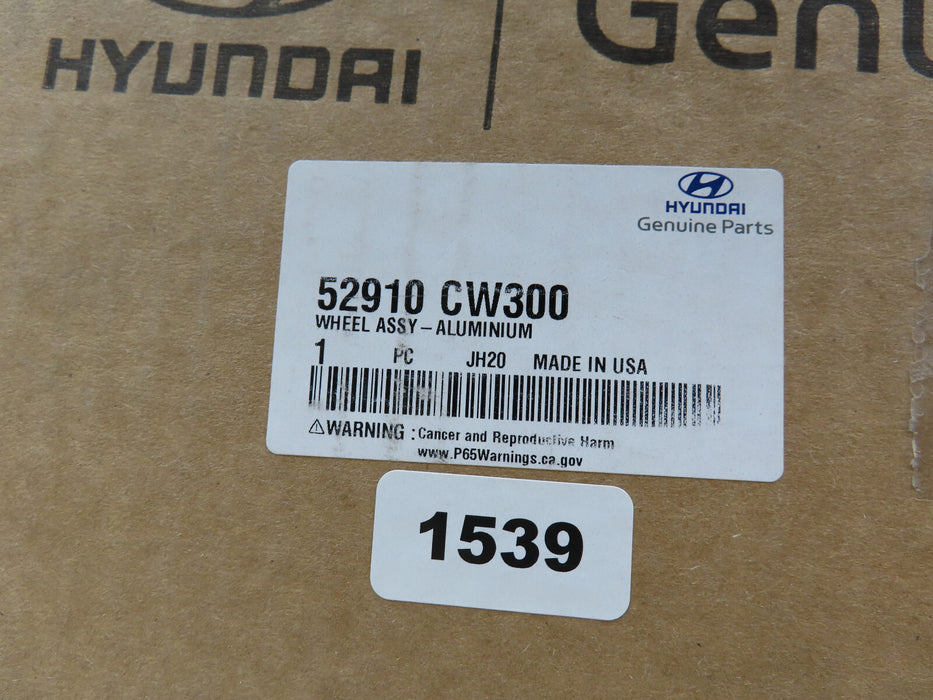 HYUNDAI
HYUNDAI
Genuine Parts
52910 CW300
WHEEL ASSY-ALUMINIUM
1 PC JH20 MADE IN USA
⚠WARNING : Cancer and Reproductive Harm
www.P65Warnings.ca.gov
1539